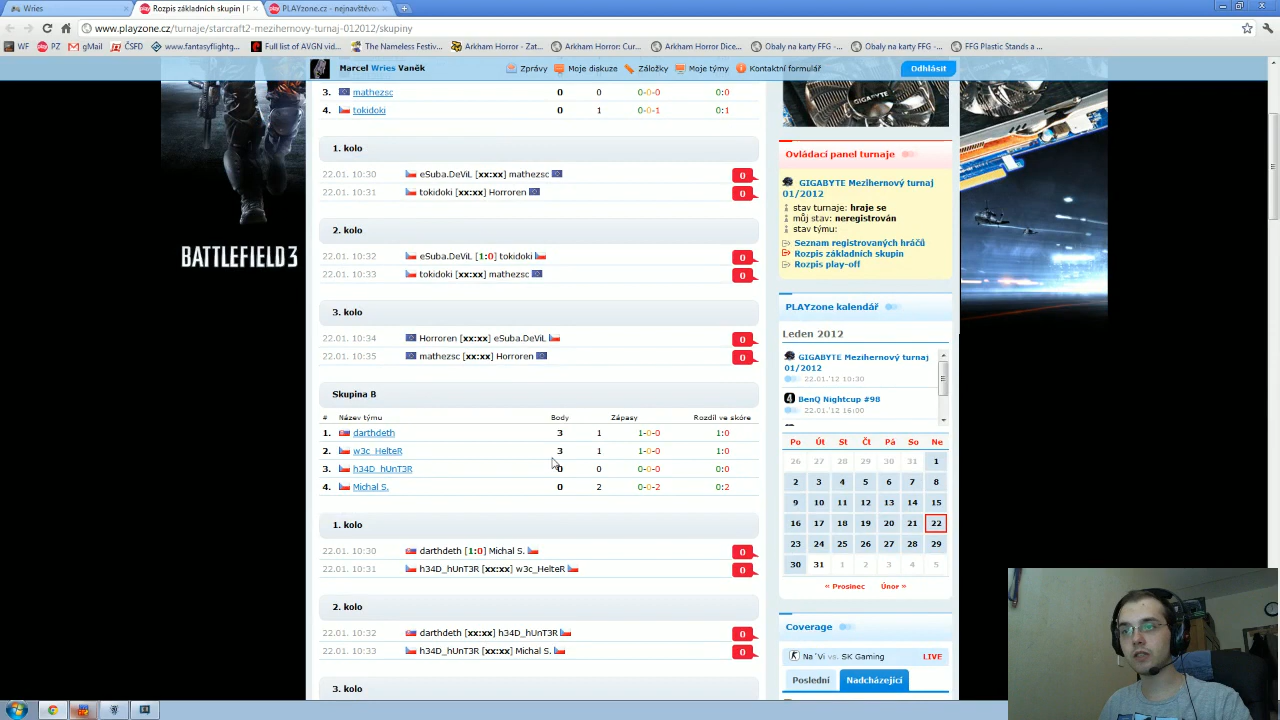 Wries
Rozpis základních skupin | P
PLAYzone.cz - nejnavštěvov
www.playzone.cz/turnaje/starcraft2-mezihernovy-turnaj-012012/skupiny
WF PZ gMail ČSFD www.fantasyflightg... Full list of AVGN vid... The Nameless Festiv... Arkham Horror - Zat... Arkham Horror: Cur... Arkham Horror Dice... Obaly na karty FFG -... Obaly na karty FFG -... FFG Plastic Stands a ...
Marcel Wries Vaněk Zprávy Moje diskuze Záložky Moje týmy Kontaktní formulář Odhlásit
3. mathezsc 0 0 0-0-0 0:0
4. tokidoki 0 1 0-0-1 0:1
1. kolo
22.01. 10:30 eSuba.DeViL [xx:xx] mathezsc 0
22.01. 10:31 tokidoki [xx:xx] Horroren 0
2. kolo
22.01. 10:32 eSuba.DeViL [1:0] tokidoki 0
22.01. 10:33 tokidoki [xx:xx] mathezsc 0
3. kolo
22.01. 10:34 Horroren [xx:xx] eSuba.DeViL 0
22.01. 10:35 mathezsc [xx:xx] Horroren 0
Skupina B
# Název týmu Body Zápasy Rozdíl ve skóre
1. darthdeth 3 1 1-0-0 1:0
2. w3c_HelteR 3 1 1-0-0 1:0
3. h34D_hUnT3R 0 0 0-0-0 0:0
4. Michal S. 0 2 0-0-2 0:2
1. kolo
22.01. 10:30 darthdeth [1:0] Michal S. 0
22.01. 10:31 h34D_hUnT3R [xx:xx] w3c_HelteR 0
2. kolo
22.01. 10:32 darthdeth [xx:xx] h34D_hUnT3R 0
22.01. 10:33 h34D_hUnT3R [xx:xx] Michal S. 0
3. kolo
BATTLEFIELD 3
GIGABYTE
Ovládací panel turnaje
GIGABYTE Mezihernový turnaj
01/2012
stav turnaje: hraje se
můj stav: neregistrován
stav týmu:
Seznam registrovaných hráčů
Rozpis základních skupin
Rozpis play-off
PLAYzone kalendář
Leden 2012
GIGABYTE Mezihernový turnaj
01/2012
22.01.'12 10:30
BenQ Nightcup #98
22.01.'12 16:00
Po Út St Čt Pá So Ne
26 27 28 29 30 31 1
2 3 4 5 6 7 8
9 10 11 12 13 14 15
16 17 18 19 20 21 22
23 24 25 26 27 28 29
30 31 1 2 3 4 5
« Prosinec Únor »
Coverage
Na´Vi vs. SK Gaming LIVE
Poslední Nadcházející